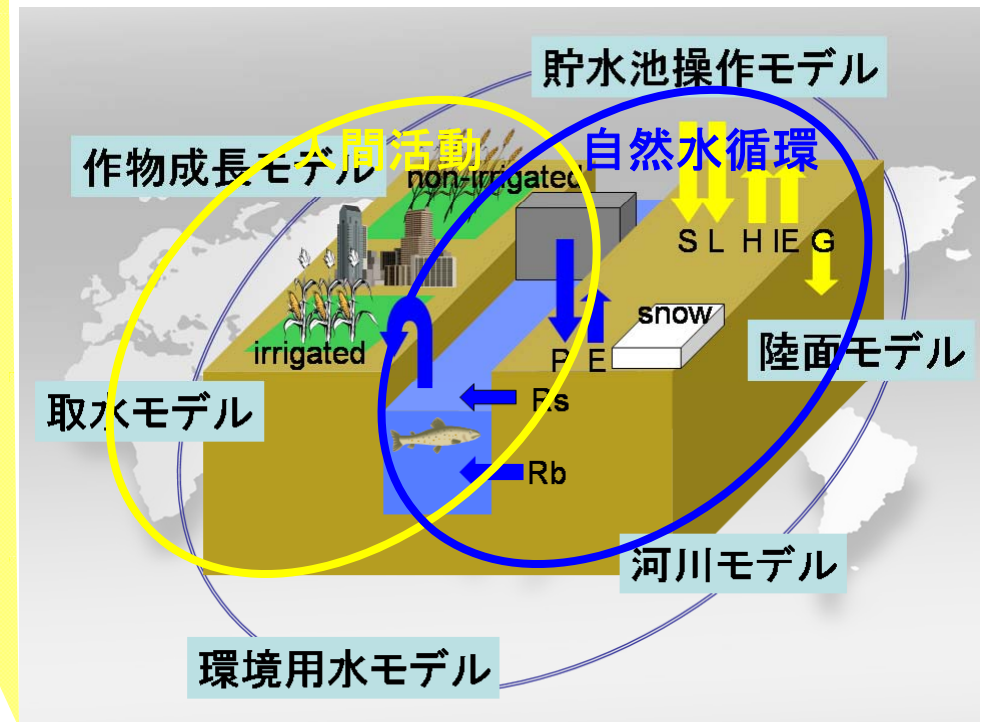 貯水池操作モデル
人間活動
自然水循環
作物成長モデル
non-irrigated
S L H lE G
snow
irrigated
P E
陸面モデル
取水モデル
Rs
Rb
河川モデル
環境用水モデル